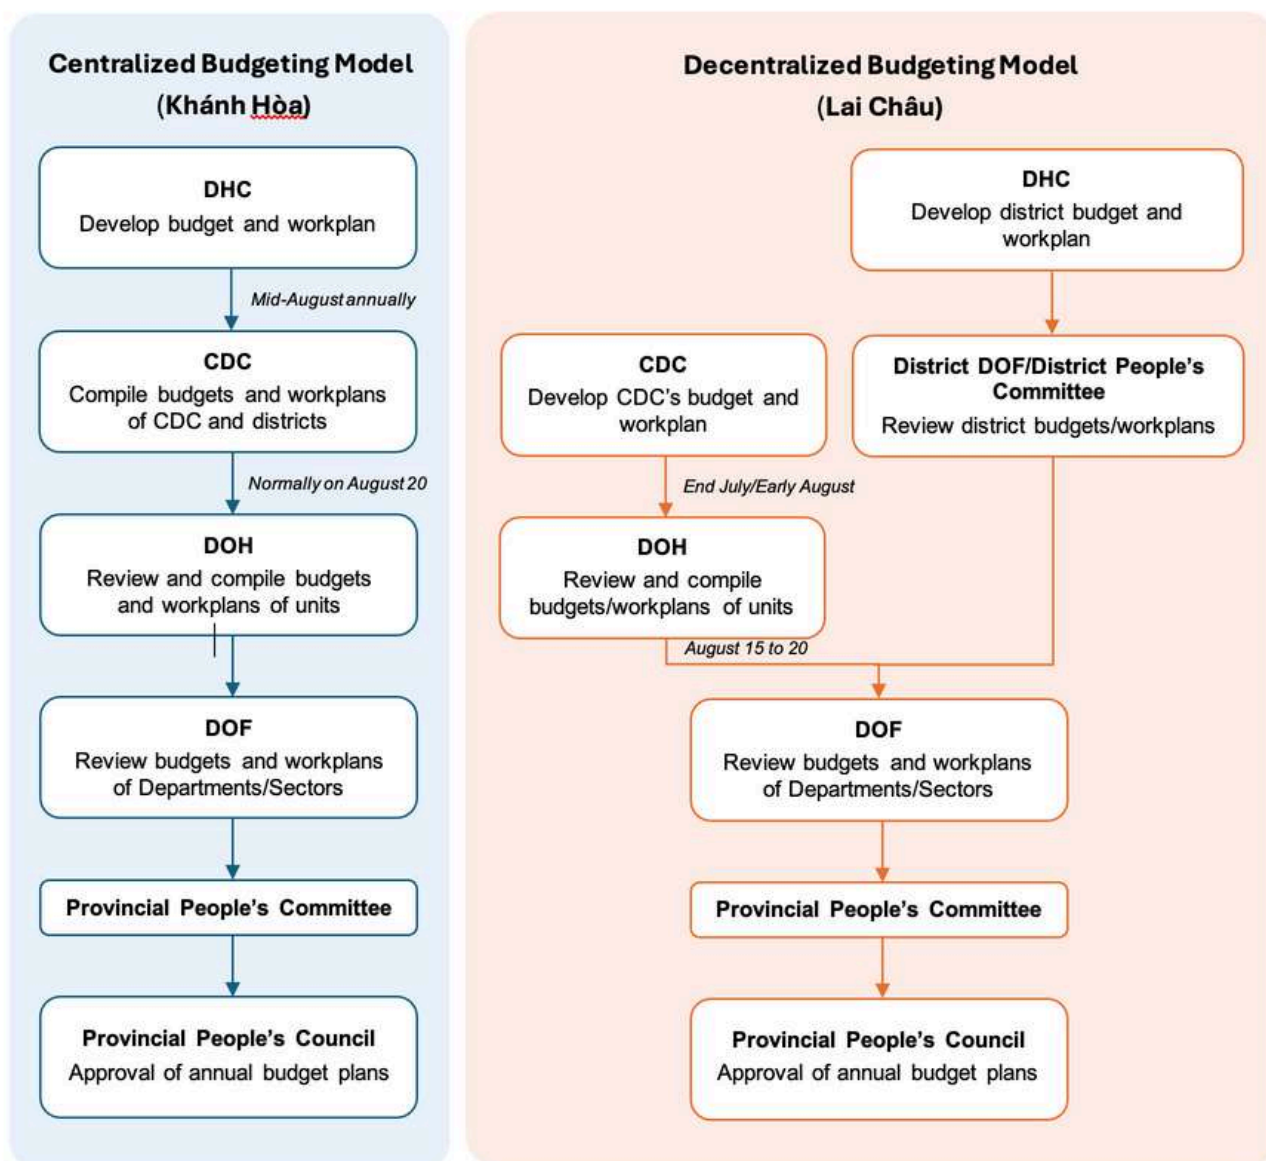 Centralized Budgeting Model
(Khánh Hòa)
DHC
Develop budget and workplan
Mid-August annually
CDC
Compile budgets and workplans
of CDC and districts
Normally on August 20
DOH
Review and compile budgets
and workplans of units
DOF
Review budgets and workplans
of Departments/Sectors
Provincial People's Committee
Provincial People's Council
Approval of annual budget plans
Decentralized Budgeting Model
(Lai Châu)
DHC
Develop district budget and
workplan
District DOF/District People's
Committee
Review district budgets/workplans
CDC
Develop CDC's budget and
workplan
End July/Early August
DOH
Review and compile
budgets/workplans of units
August 15 to 20
DOF
Review budgets and workplans
of Departments/Sectors
Provincial People's Committee
Provincial People's Council
Approval of annual budget plans